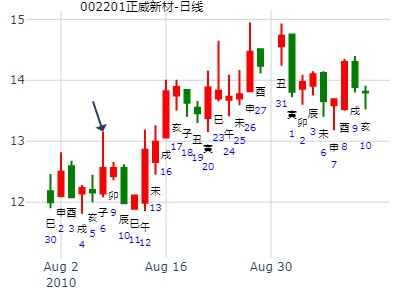 002201正威新材-日线
15
14
13
12
巳
30
申
2
酉
3
戌
4
亥
5
子
6
卯
9
辰
10
巳
11
午
12
未
13
戌
16
亥
17
子
18
丑
19
寅
20
巳
23
午
24
未
25
申
26
酉
27
丑
31
寅
1
卯
2
辰
3
未
6
申
7
酉
8
戌
9
亥
10
Aug 2
2010
Aug 16
Aug 30